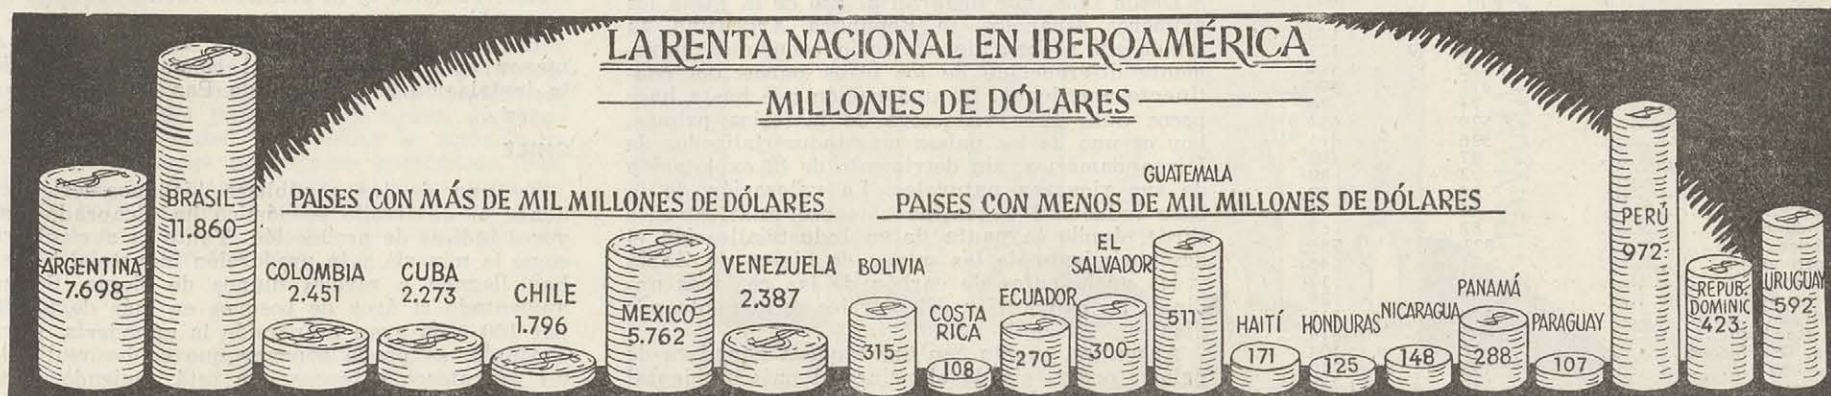 LA RENTA NACIONAL EN IBEROAMÉRICA
MILLONES DE DÓLARES
PAISES CON MÁS DE MIL MILLONES DE DÓLARES
ARGENTINA
7.698
BRASIL
11.860
COLOMBIA
2.451
CUBA
2.273
CHILE
1.796
MEXICO
5.762
VENEZUELA
2.387
PAISES CON MENOS DE MIL MILLONES DE DÓLARES
BOLIVIA
315
COSTA
RICA
108
ECUADOR
270
EL
SALVADOR
300
GUATEMALA
511
HAITÍ
171
HONDURAS
125
NICARAGUA
148
PANAMÁ
288
PARAGUAY
107
PERÚ
972
REPUB.
DOMINIC
423
URUGUAY
592